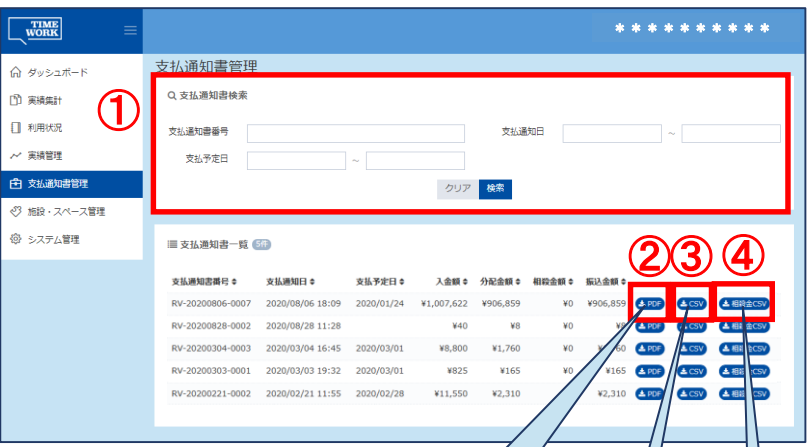 TIME
WORK
**********
ダッシュボード
実績集計
利用状況
実績管理
支払通知書管理
施設・スペース管理
システム管理
支払通知書管理
①
支払通知書検索
支払通知書番号
支払通知日 ~
支払予定日 ~
クリア 検索
支払通知書一覧 5件
② ③ ④
支払通知書番号 支払通知日 支払予定日 入金額 分配金額 相殺金額 振込金額
RV-20200806-0007 2020/08/06 18:09 2020/01/24 ¥1,007,622 ¥906,859 ¥0 ¥906,859 PDF CSV 相殺金CSV
RV-20200828-0002 2020/08/28 11:28 ¥40 ¥8 ¥0 ¥8 PDF CSV 相殺金CSV
RV-20200304-0003 2020/03/04 16:45 2020/03/01 ¥8,800 ¥1,760 ¥0 PDF CSV 相殺金CSV
RV-20200303-0001 2020/03/03 19:32 2020/03/01 ¥825 ¥165 ¥0 ¥165 PDF CSV 相殺金CSV
RV-20200221-0002 2020/02/21 11:55 2020/02/28 ¥11,550 ¥2,310 ¥2,310 PDF CSV 相殺金CSV